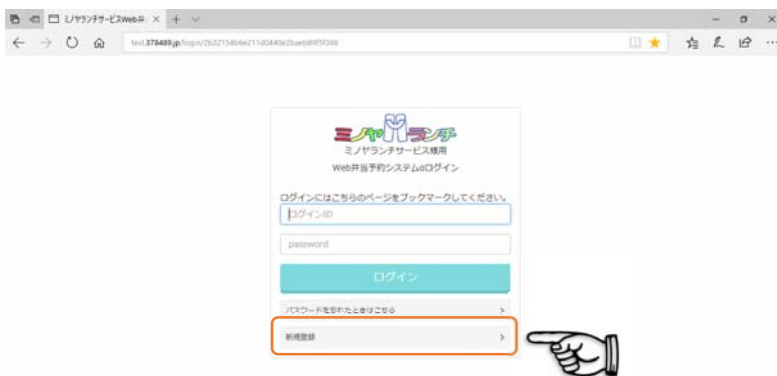 ミノヤランチサービスWeb弁
test.378489.jp/login/
ミノヤランチ
ミノヤランチサービス様用
Web弁当予約システムoログイン
ログインにはこちらのページをブックマークしてください。
ログインID
password
ログイン
パスワードを忘れたときはこちら
新規登録